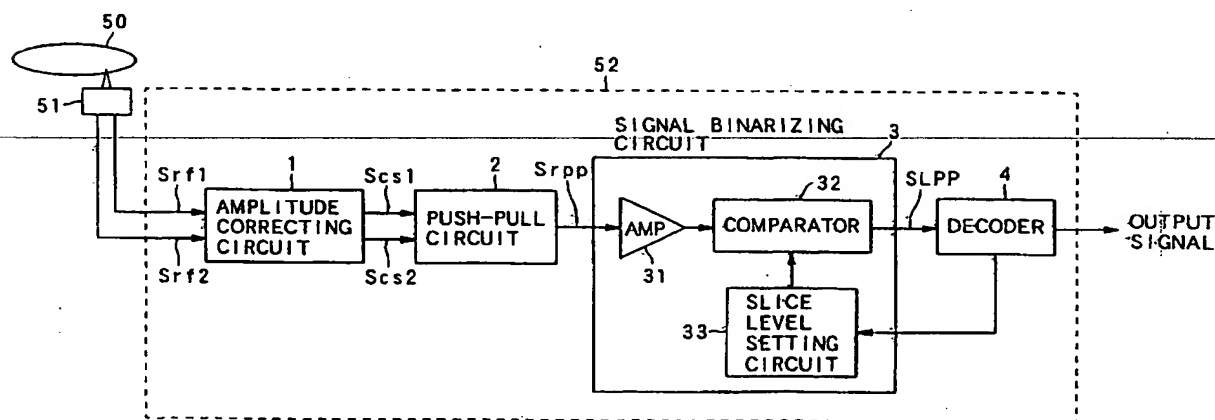 50
51
52
SIGNAL BINARIZING
CIRCUIT
3
Srf1
Srf2
1
AMPLITUDE
CORRECTING
CIRCUIT
Scs1
Scs2
2
PUSH-PULL
CIRCUIT
Srpp
AMP
31
32
COMPARATOR
SLPP
4
DECODER
OUTPUT
SIGNAL
33
SLICE
LEVEL
SETTING
CIRCUIT